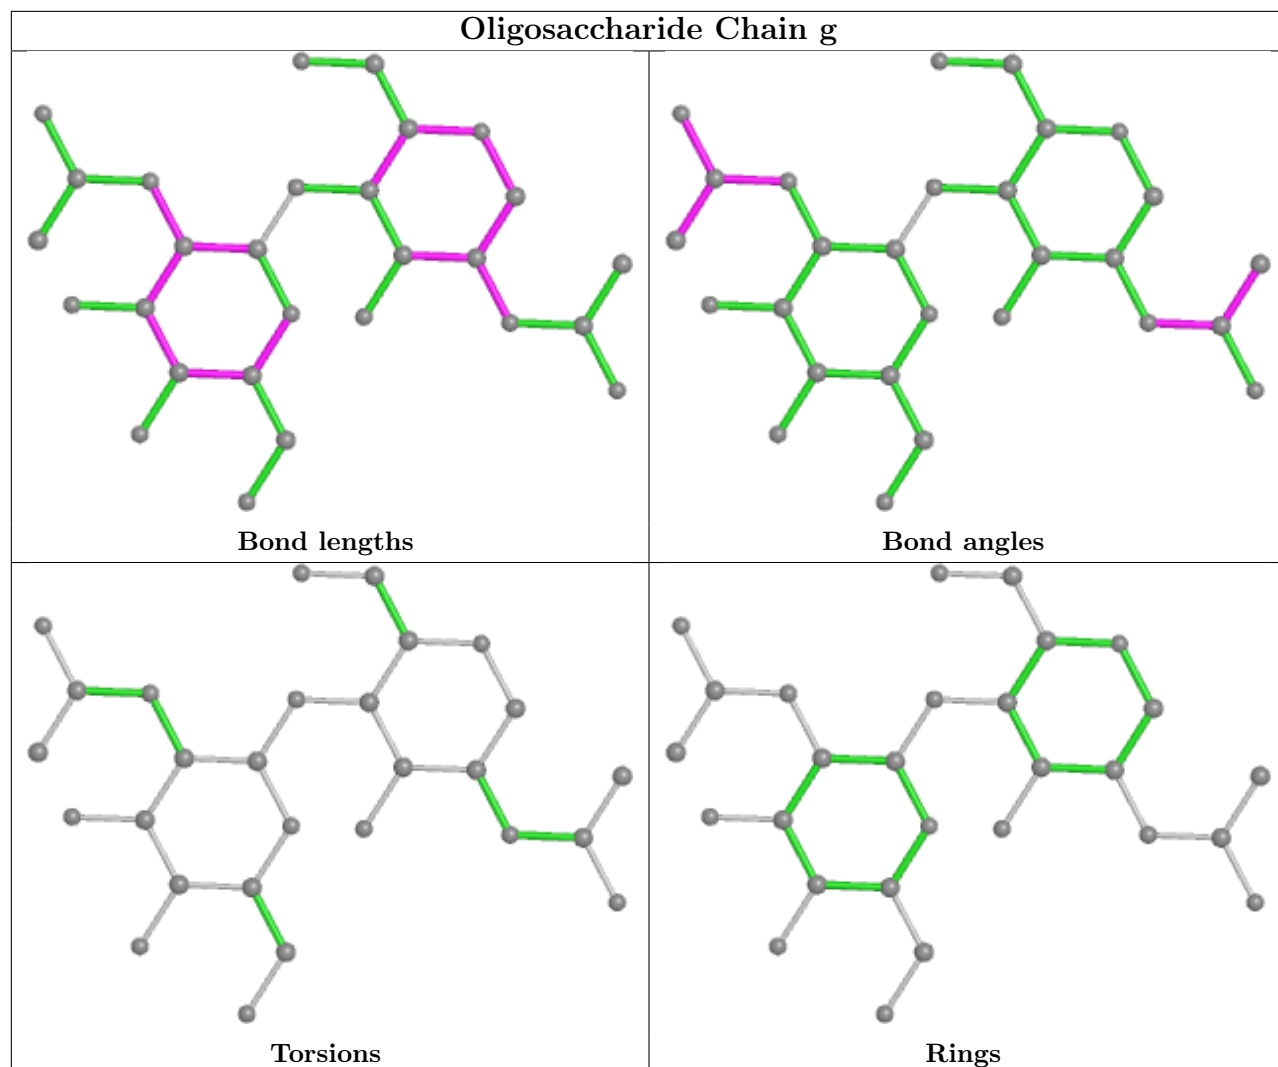 Oligosaccharide Chain g
Bond lengths
Bond angles
Torsions
Rings